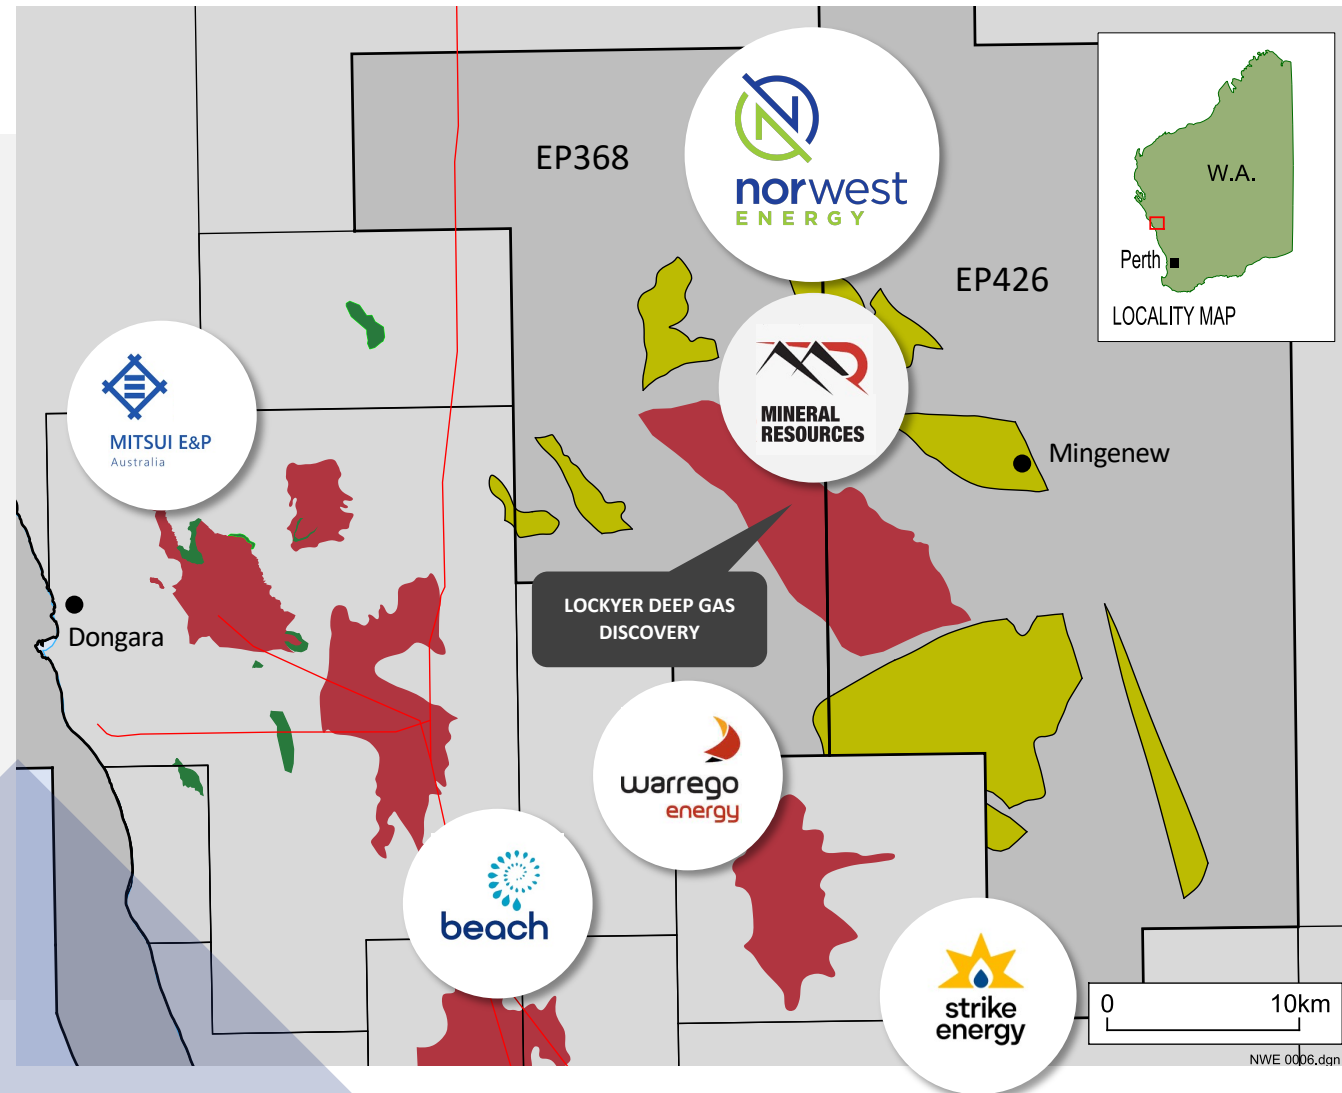 EP368
norwest
ENERGY
W.A.
Perth
LOCALITY MAP
EP426
MITSUI E&P
Australia
MINERAL
RESOURCES
Mingenew
LOCKYER DEEP GAS
DISCOVERY
Dongara
warrego
energy
beach
strike
energy
0 10km
NWE 0006.dgn